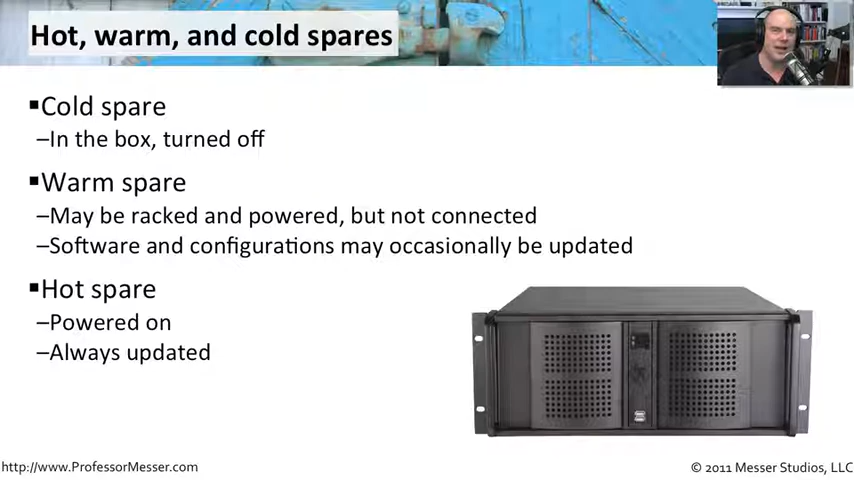 Hot, warm, and cold spares
▪Cold spare
–In the box, turned off
▪Warm spare
–May be racked and powered, but not connected
–Software and configurations may occasionally be updated
▪Hot spare
–Powered on
–Always updated
http://www.ProfessorMesser.com
© 2011 Messer Studios, LLC